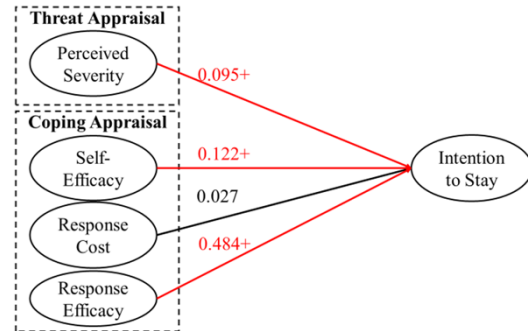 Threat Appraisal
Perceived
Severity
0.095+
Coping Appraisal
Self-
Efficacy
0.122+
Intention
to Stay
0.027
Response
Cost
0.484+
Response
Efficacy